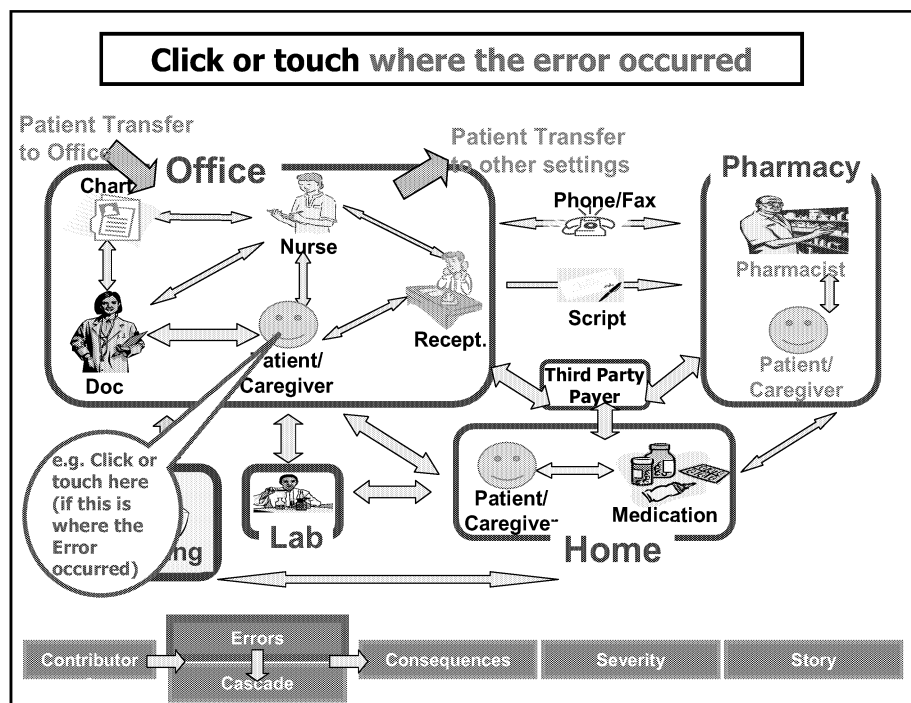 Click or touch where the error occurred
Patient Transfer
to Office
Patient Transfer
to other settings
Office
Pharmacy
Chart
Nurse
Phone/Fax
Pharmacist
Recept.
Script
Doc
Patient/
Caregiver
Patient/
Caregiver
Third Party
Payer
e.g. Click or
touch here
(if this is
where the
Error
occurred)
Lab
Patient/
Caregiver
Medication
Home
Contributor
Errors
Cascade
Consequences
Severity
Story